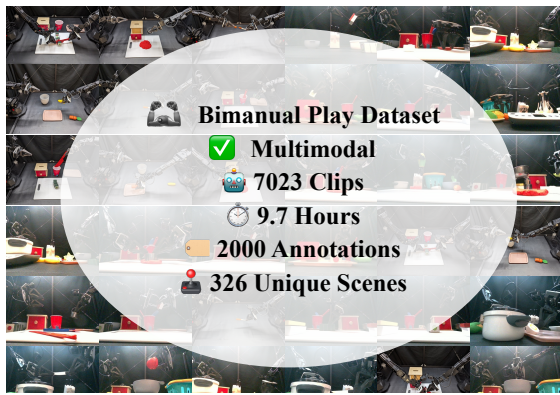 Bimanual Play Dataset
Multimodal
7023 Clips
9.7 Hours
2000 Annotations
326 Unique Scenes